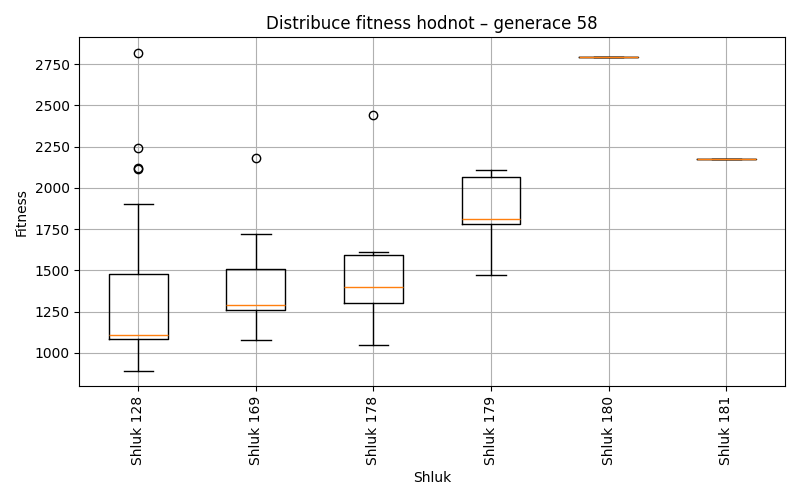 Distribuce fitness hodnot – generace 58
Fitness
2750
2500
2250
2000
1750
1500
1250
1000
Shluk 128
Shluk 169
Shluk 178
Shluk 179
Shluk 180
Shluk 181
Shluk